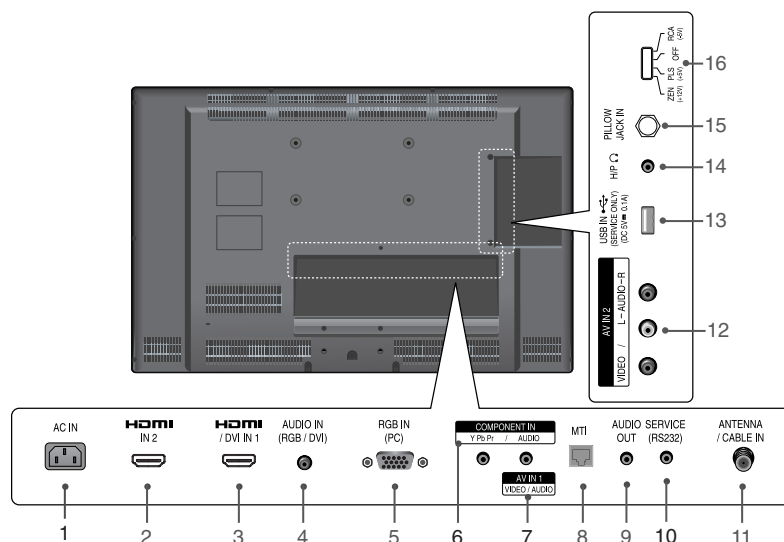 RCA
(-5V)
OFF
PLS
(+5V)
ZEN
(+12V)
16
PILLOW
JACK IN
15
H/P
14
USB IN
(SERVICE ONLY)
(DC 5V 0.1A)
13
AV IN 2
VIDEO / L-AUDIO-R
12
AC IN
HDMI
IN 2
HDMI
/ DVI IN 1
AUDIO IN
(RGB / DVI)
RGB IN
(PC)
COMPONENT IN
Y Pb Pr / AUDIO
AV IN 1
VIDEO / AUDIO
MTI
AUDIO
OUT
SERVICE
(RS232)
ANTENNA
/ CABLE IN
1 2 3 4 5 6 7 8 9 10 11